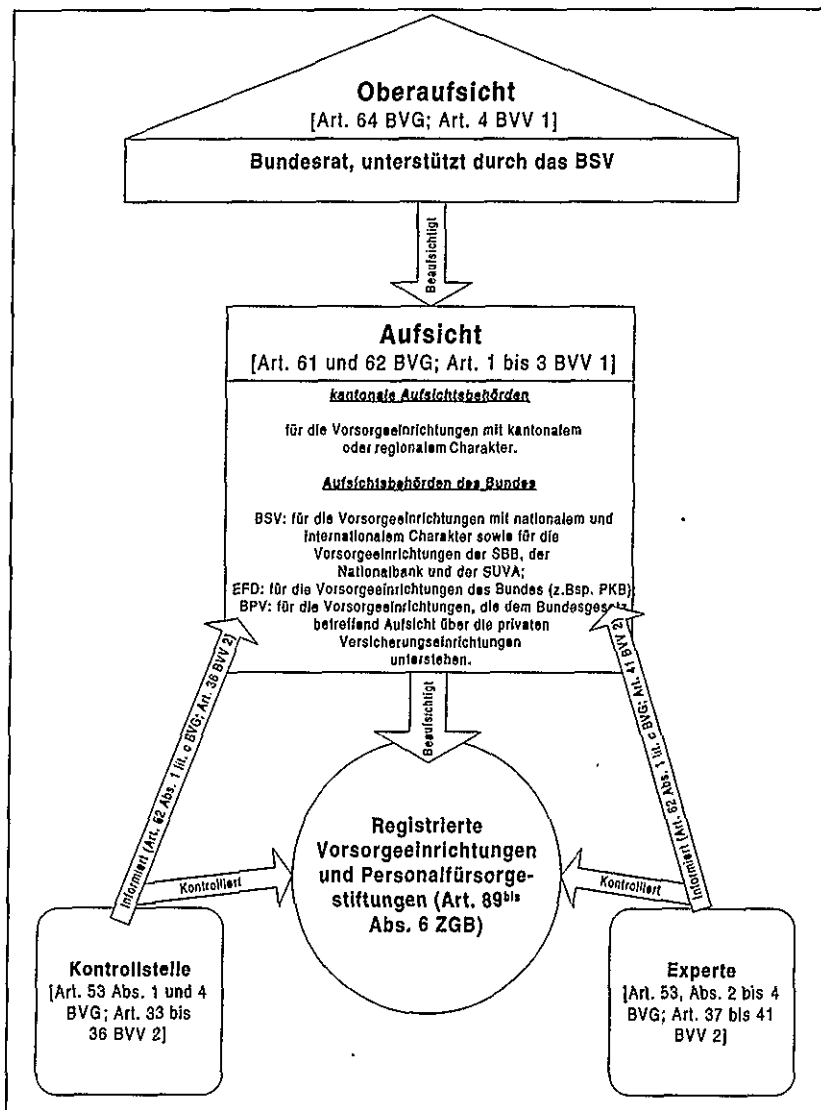 Oberaufsicht
[Art. 64 BVG; Art. 4 BVV 1]
Bundesrat, unterstützt durch das BSV
Beaufsichtigt
Aufsicht
[Art. 61 und 62 BVG; Art. 1 bis 3 BVV 1]
kantonale Aufsichtsbehörden
für die Vorsorgeeinrichtungen mit kantonalem
oder regionalem Charakter.
Aufsichtsbehörden des Bundes
BSV: für die Vorsorgeeinrichtungen mit nationalem und
internationalem Charakter sowie für die
Vorsorgeeinrichtungen der SBB, der
Nationalbank und der SUVA;
EFD: für die Vorsorgeeinrichtungen des Bundes (z.Bsp. PKB)
BPV: für die Vorsorgeeinrichtungen, die dem Bundesgesetz
betreffend Aufsicht über die privaten
Versicherungseinrichtungen
unterstehen.
Beaufsichtigt
Informiert (Art. 62 Abs. 1 lit. c BVG; Art. 36 BVV 2)
Informiert (Art. 62 Abs. 1 lit. c BVG; Art. 41 BVV 2)
Registrierte
Vorsorgeeinrichtungen
und Personalfürsorge-
stiftungen (Art. 89bis
Abs. 6 ZGB)
Kontrolliert
Kontrolliert
Kontrollstelle
[Art. 53 Abs. 1 und 4
BVG; Art. 33 bis
36 BVV 2]
Experte
[Art. 53, Abs. 2 bis 4
BVG; Art. 37 bis 41
BVV 2]